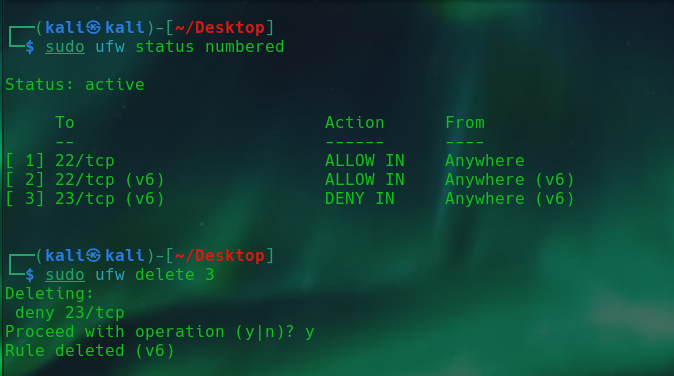 ┌──(kali㉿kali)-[~/Desktop]
└─$ sudo ufw status numbered
Status: active
To Action From
-- ------ ----
[ 1] 22/tcp ALLOW IN Anywhere
[ 2] 22/tcp (v6) ALLOW IN Anywhere (v6)
[ 3] 23/tcp (v6) DENY IN Anywhere (v6)
┌──(kali㉿kali)-[~/Desktop]
└─$ sudo ufw delete 3
Deleting:
deny 23/tcp
Proceed with operation (y|n)? y
Rule deleted (v6)